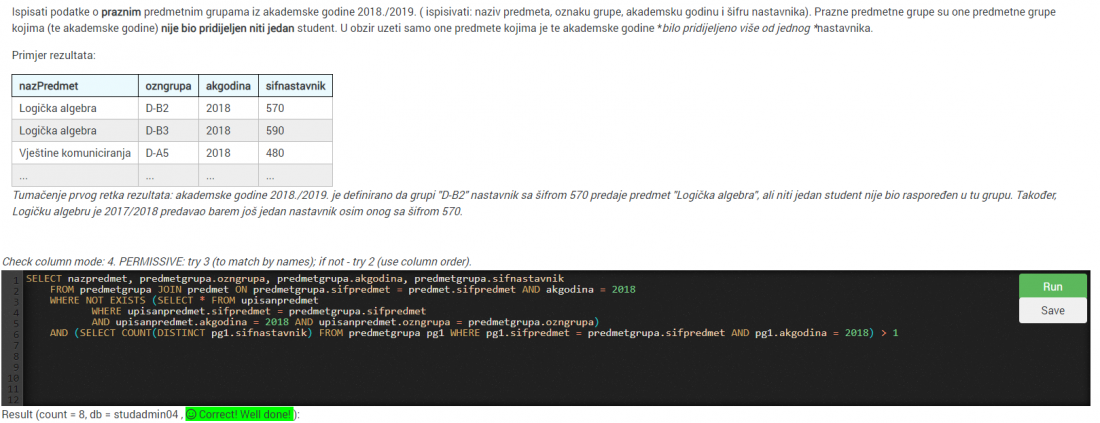 Ispisati podatke o praznim predmetnim grupama iz akademske godine 2018./2019. ( ispisivati: naziv predmeta, oznaku grupe, akademsku godinu i šifru nastavnika). Prazne predmetne grupe su one predmetne grupe
kojima (te akademske godine) nije bio pridijeljen niti jedan student. U obzir uzeti samo one predmete kojima je te akademske godine *bilo pridijeljeno više od jednog *nastavnika.
Primjer rezultata:
nazPredmet ozngrupa akgodina sifnastavnik
Logička algebra D-B2 2018 570
Logička algebra D-B3 2018 590
Vještine komuniciranja D-A5 2018 480
... ... ... ...
Tumačenje prvog retka rezultata: akademske godine 2018./2019. je definirano da grupi "D-B2" nastavnik sa šifrom 570 predaje predmet "Logička algebra", ali niti jedan student nije bio raspoređen u tu grupu. Također,
Logičku algebru je 2017/2018 predavao barem još jedan nastavnik osim onog sa šifrom 570.
Check column mode: 4. PERMISSIVE: try 3 (to match by names); if not - try 2 (use column order).
1 SELECT nazpredmet, predmetgrupa.ozngrupa, predmetgrupa.akgodina, predmetgrupa.sifnastavnik
2 FROM predmetgrupa JOIN predmet ON predmetgrupa.sifpredmet = predmet.sifpredmet AND akgodina = 2018
3 WHERE NOT EXISTS (SELECT * FROM upisanpredmet
4 WHERE upisanpredmet.sifpredmet = predmetgrupa.sifpredmet
5 AND upisanpredmet.akgodina = 2018 AND upisanpredmet.ozngrupa = predmetgrupa.ozngrupa)
6 AND (SELECT COUNT(DISTINCT pg1.sifnastavnik) FROM predmetgrupa pg1 WHERE pg1.sifpredmet = predmetgrupa.sifpredmet AND pg1.akgodina = 2018) > 1
7
8
9
10
11
12
Run
Save
Result (count = 8, db = studadmin04 , Correct! Well done! ):